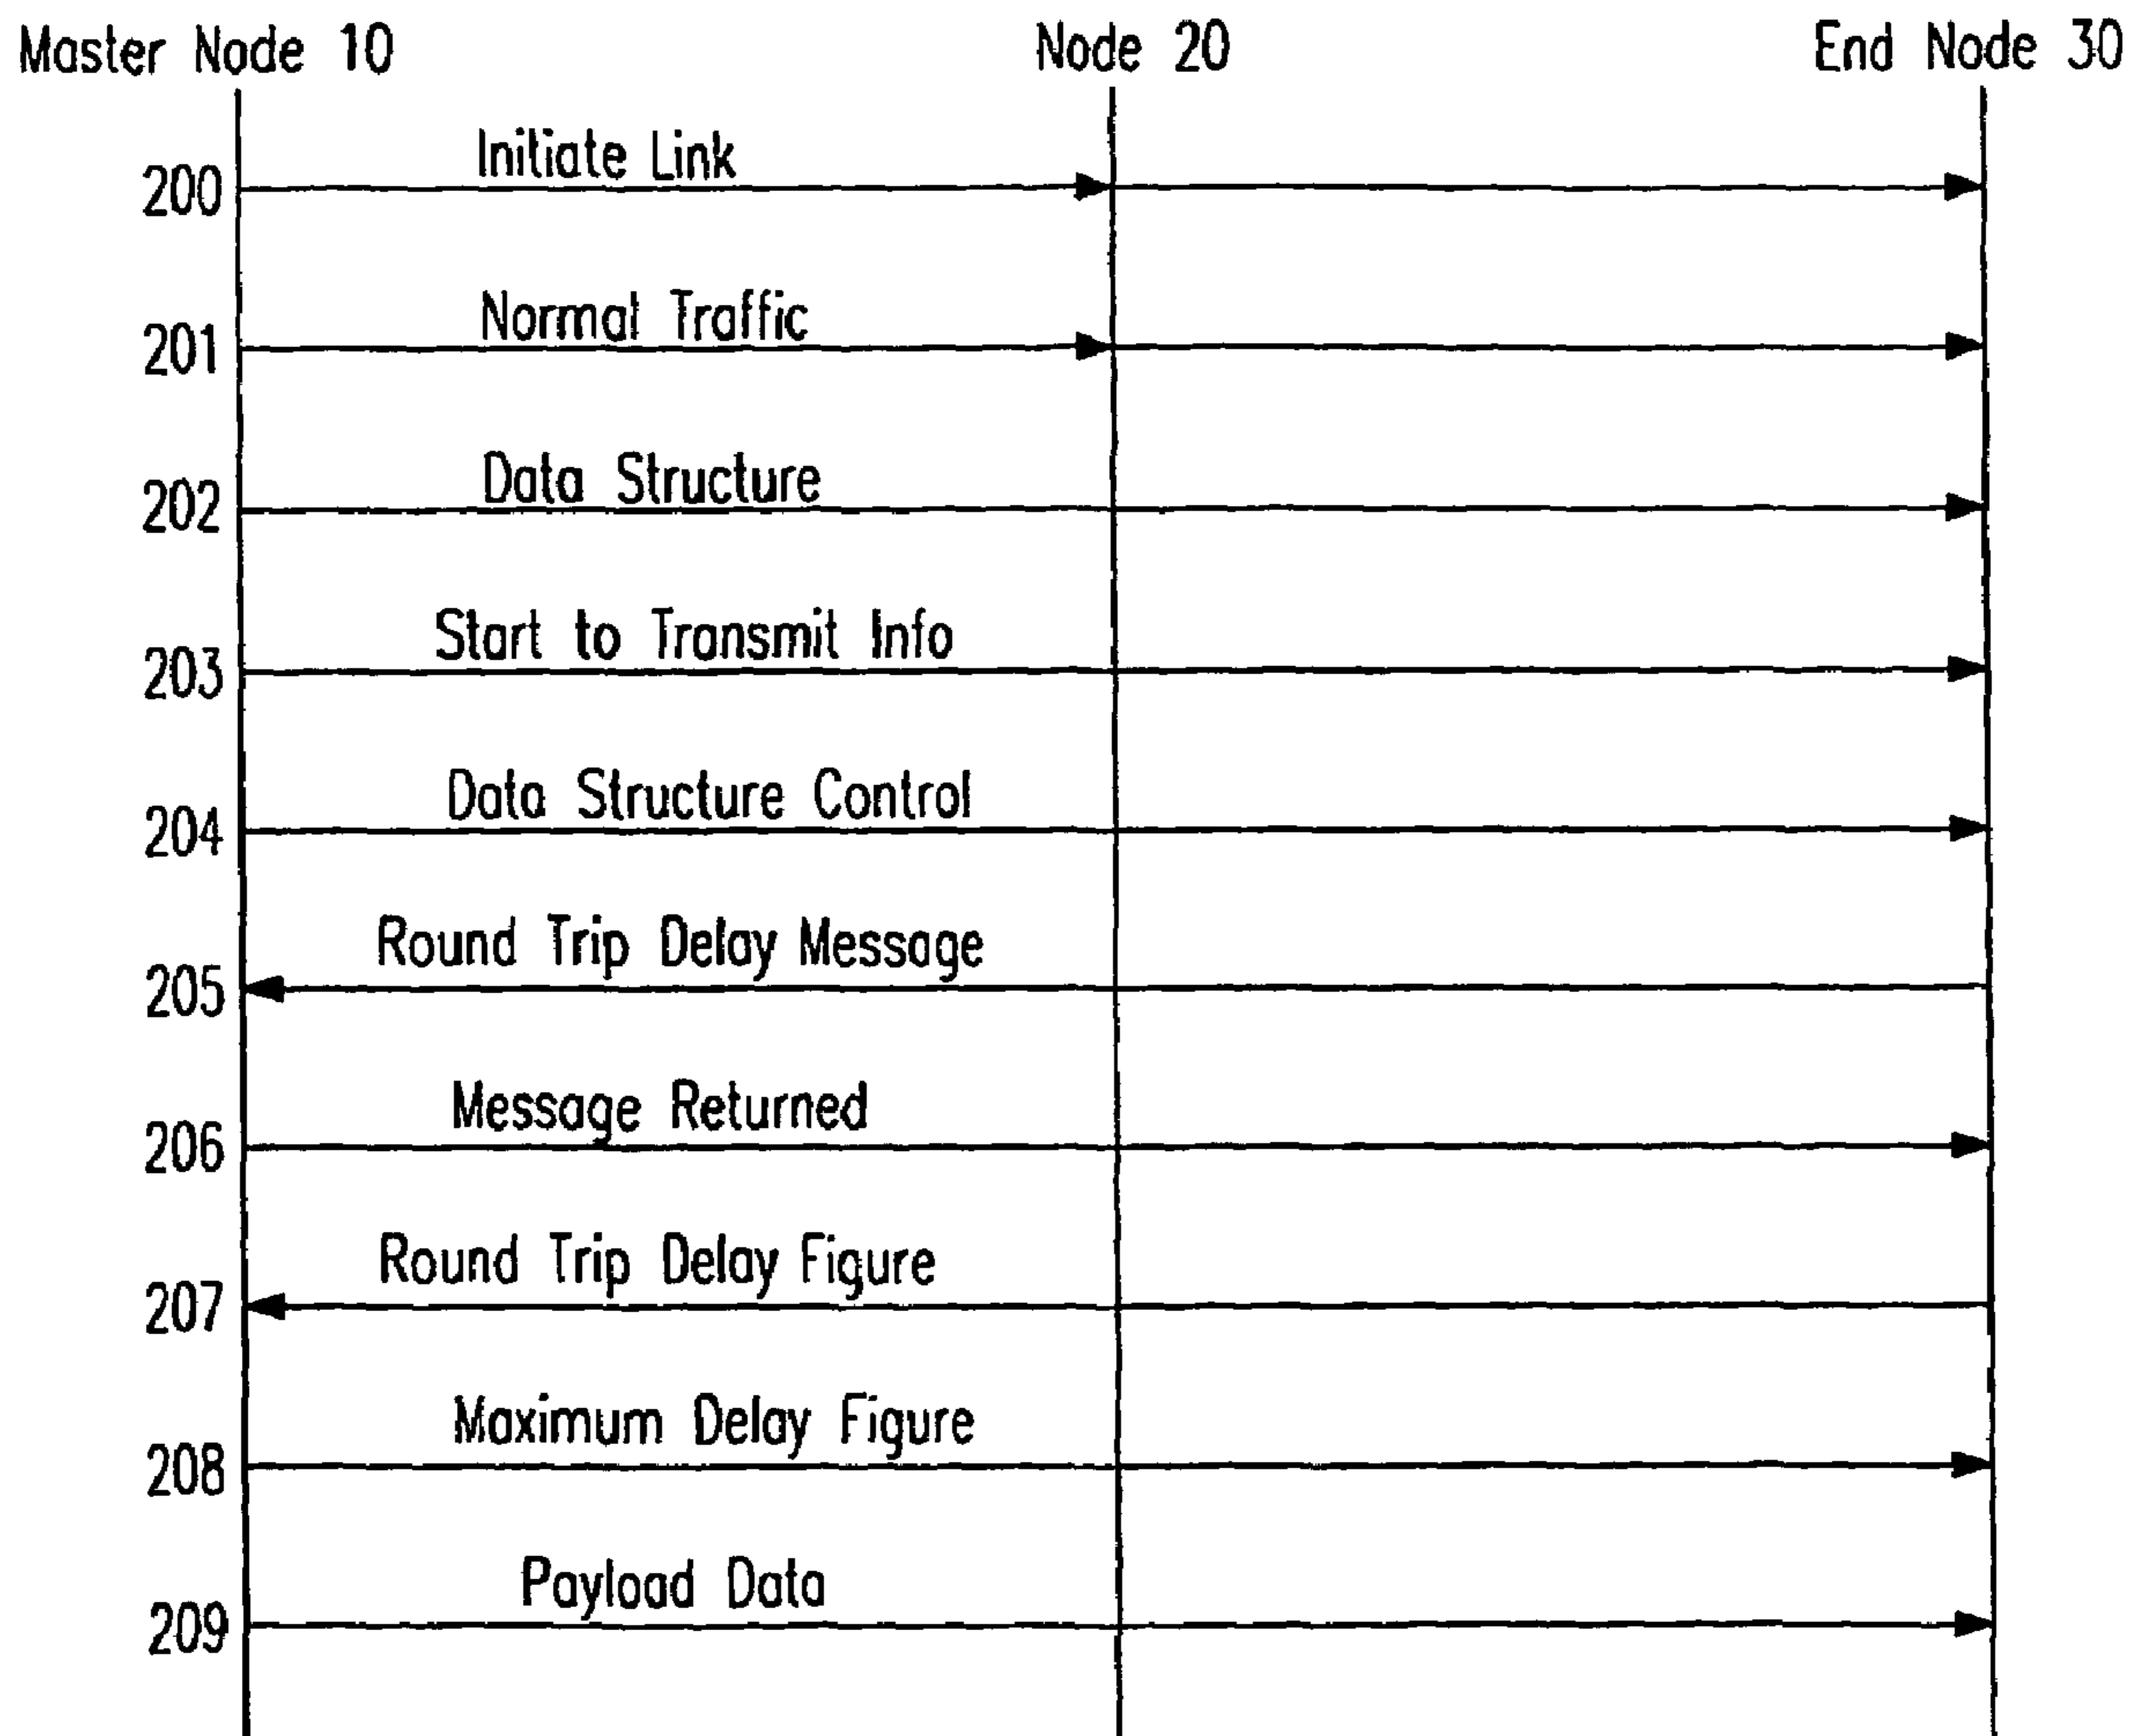 Master Node 10 Node 20 End Node 30
Initiate Link
200
Normal Traffic
201
Data Structure
202
Start to Transmit Info
203
Data Structure Control
204
Round Trip Delay Message
205
Message Returned
206
Round Trip Delay Figure
207
Maximum Delay Figure
208
Payload Data
209